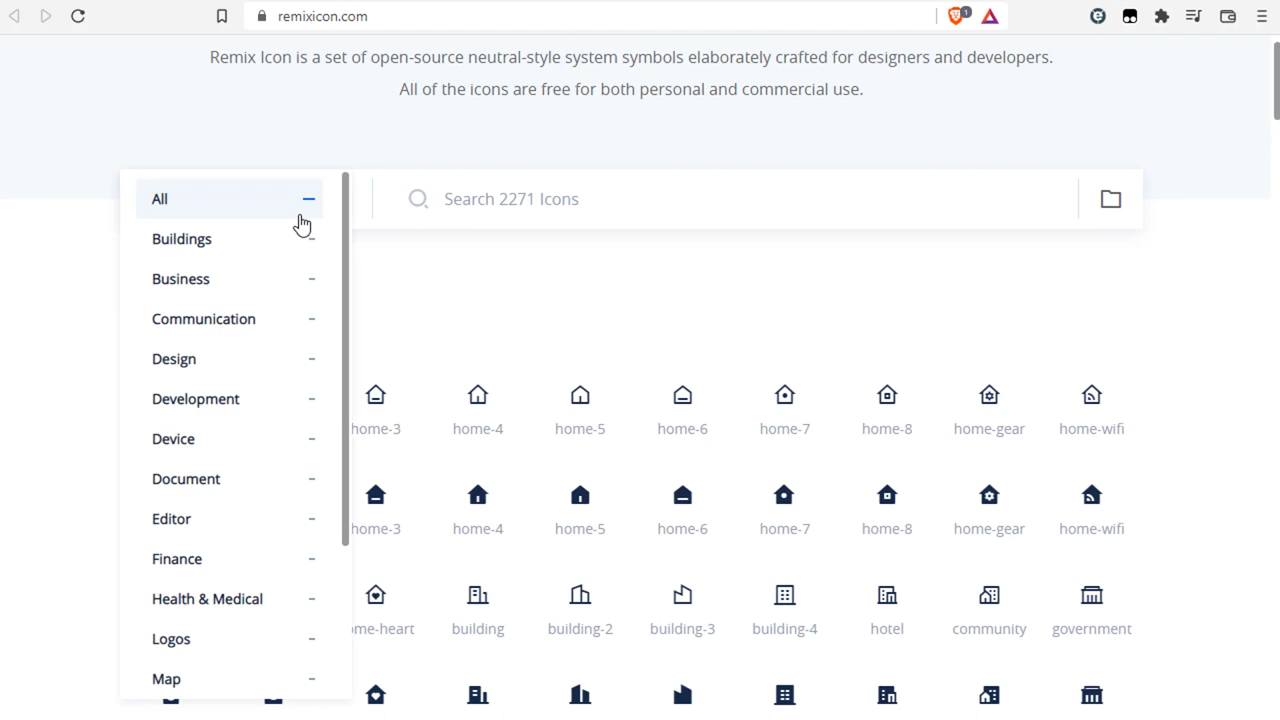 remixicon.com
1
Remix Icon is a set of open-source neutral-style system symbols elaborately crafted for designers and developers.
All of the icons are free for both personal and commercial use.
All
Search 2271 Icons
Buildings
Business
Communication
Design
Development
Device
Document
Editor
Finance
Health & Medical
Logos
Map
home-3 home-4 home-5 home-6 home-7 home-8 home-gear home-wifi
home-3 home-4 home-5 home-6 home-7 home-8 home-gear home-wifi
ome-heart building building-2 building-3 building-4 hotel community government